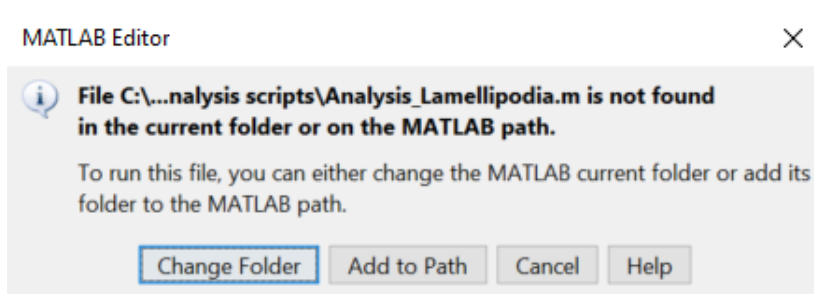 MATLAB Editor
File C:\...nalysis scripts\Analysis_Lamellipodia.m is not found
in the current folder or on the MATLAB path.
To run this file, you can either change the MATLAB current folder or add its
folder to the MATLAB path.
Change Folder Add to Path Cancel Help